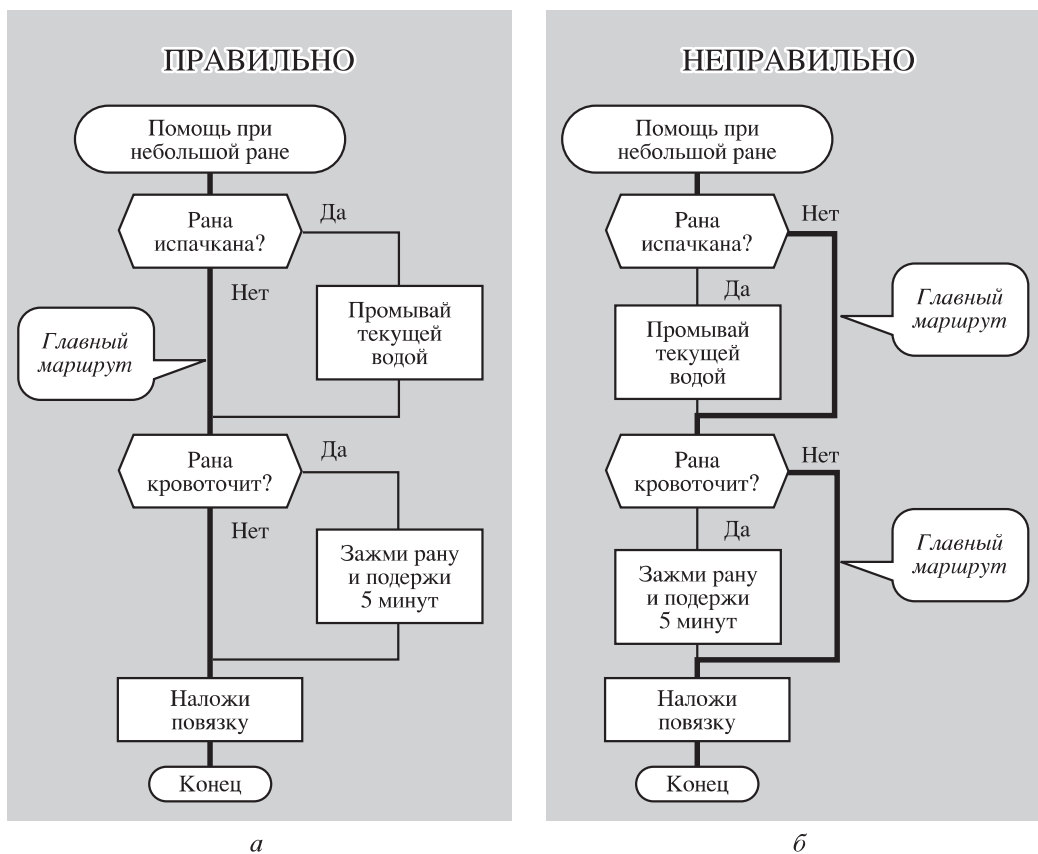 ПРАВИЛЬНО
Помощь при
небольшой ране
Рана
испачкана?
Да
Нет
Промывай
текущей
водой
Главный
маршрут
Рана
кровоточит?
Да
Нет
Зажми рану
и подержи
5 минут
Наложи
повязку
Конец
а
НЕПРАВИЛЬНО
Помощь при
небольшой ране
Рана
испачкана?
Нет
Да
Главный
маршрут
Промывай
текущей
водой
Рана
кровоточит?
Нет
Да
Главный
маршрут
Зажми рану
и подержи
5 минут
Наложи
повязку
Конец
б